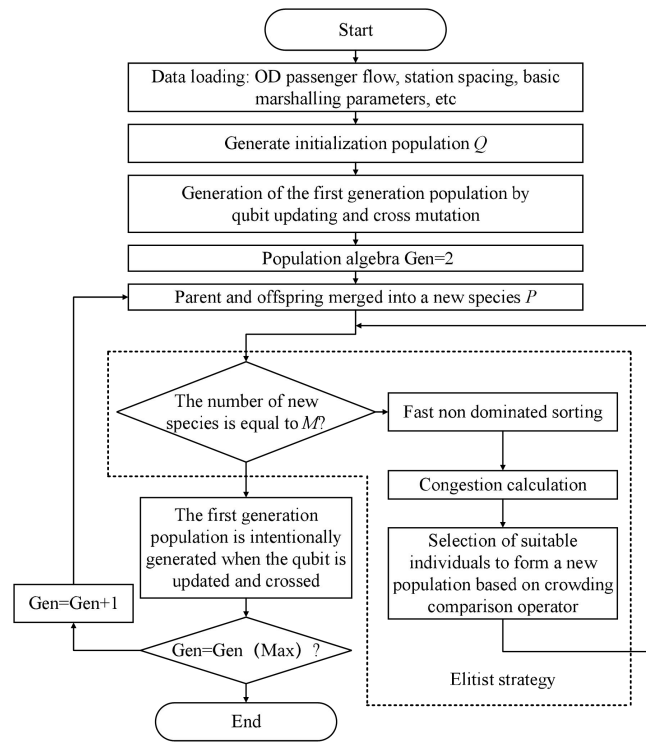 Start
Data loading: OD passenger flow, station spacing, basic
marshalling parameters, etc
Generate initialization population Q
Generation of the first generation population by
qubit updating and cross mutation
Population algebra Gen=2
Parent and offspring merged into a new species P
The number of new
species is equal to M?
Fast non dominated sorting
Congestion calculation
Selection of suitable
individuals to form a new
population based on crowding
comparison operator
Elitist strategy
The first generation
population is intentionally
generated when the qubit is
updated and crossed
Gen=Gen+1
Gen=Gen（Max）?
End